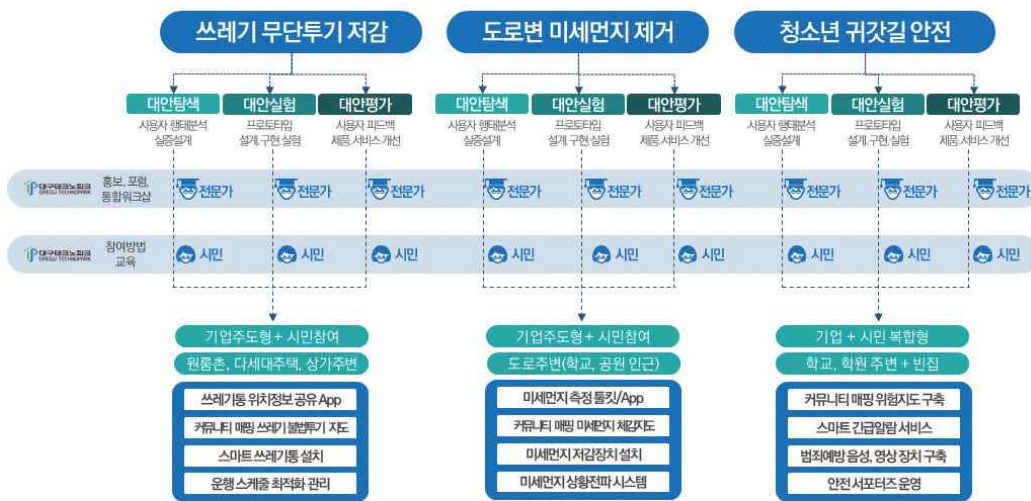 쓰레기 무단투기 저감
도로변 미세먼지 제거
청소년 귀갓길 안전
대안탐색
대안실험
대안평가
대안탐색
대안실험
대안평가
대안탐색
대안실험
대안평가
사용자 행태분석
실증설계
프로토타입
설계, 구현, 실험
사용자 피드백
제품, 서비스 개선
사용자 행태분석
실증설계
프로토타입
설계, 구현, 실험
사용자 피드백
제품, 서비스 개선
사용자 행태분석
실증설계
프로토타입
설계, 구현, 실험
사용자 피드백
제품, 서비스 개선
대구테크노파크
DAEGU TECHNOPARK
홍보, 포럼,
통합워크샵
전문가
전문가
전문가
전문가
전문가
전문가
전문가
전문가
전문가
대구테크노파크
DAEGU TECHNOPARK
참여방법
교육
시민
시민
시민
시민
시민
시민
시민
시민
시민
기업주도형 + 시민참여
원룸촌, 다세대주택, 상가주변
쓰레기통 위치정보 공유 App
커뮤니티 매핑 쓰레기 불법투기 지도
스마트 쓰레기통 설치
운행 스케줄 최적화 관리
기업주도형 + 시민참여
도로주변(학교, 공원 인근)
미세먼지 측정 툴킷/App
커뮤니티 매핑 미세먼지 체감지도
미세먼지 저감장치 설치
미세먼지 상황전파 시스템
기업 + 시민 복합형
학교, 학원 주변 + 빈집
커뮤니티 매핑 위험지도 구축
스마트 긴급알람 서비스
범죄예방 음성, 영상 장치 구축
안전 서포터즈 운영